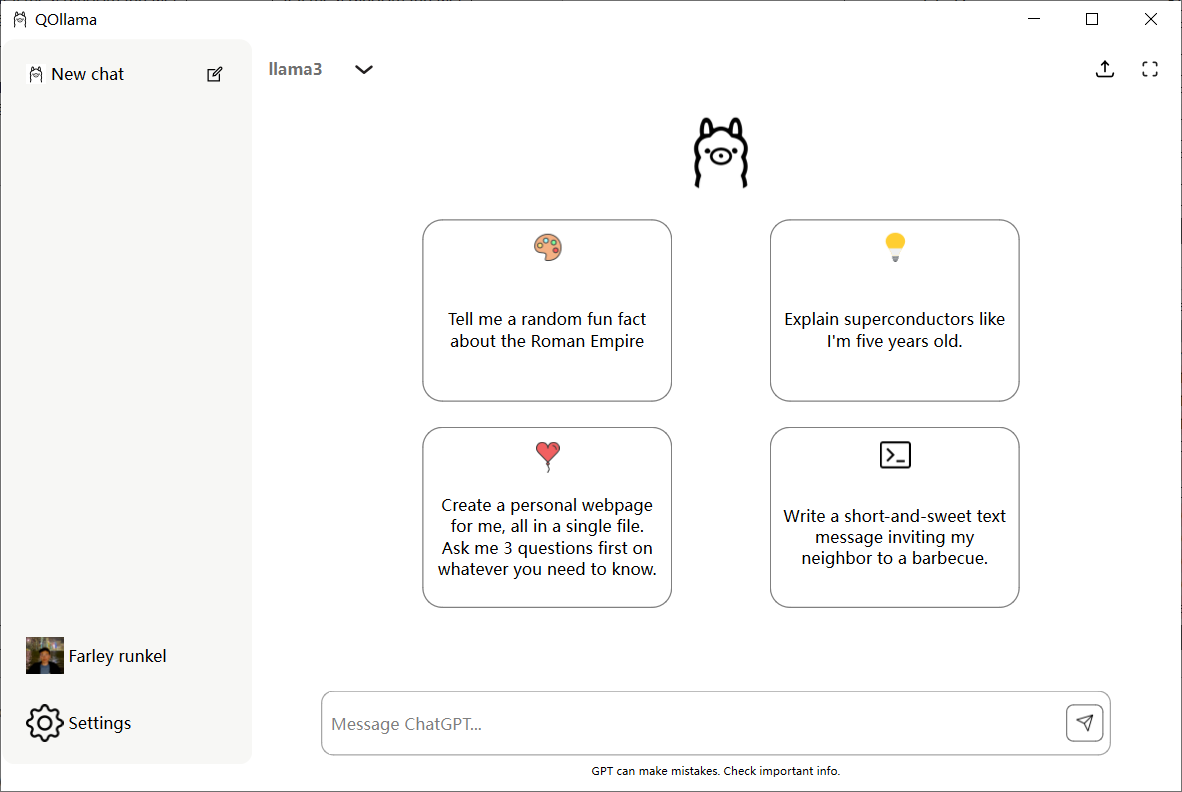 QOllama
New chat
llama3
Tell me a random fun fact
about the Roman Empire
Explain superconductors like
I'm five years old.
Create a personal webpage
for me, all in a single file.
Ask me 3 questions first on
whatever you need to know.
Write a short-and-sweet text
message inviting my
neighbor to a barbecue.
Farley runkel
Settings
Message ChatGPT...
GPT can make mistakes. Check important info.